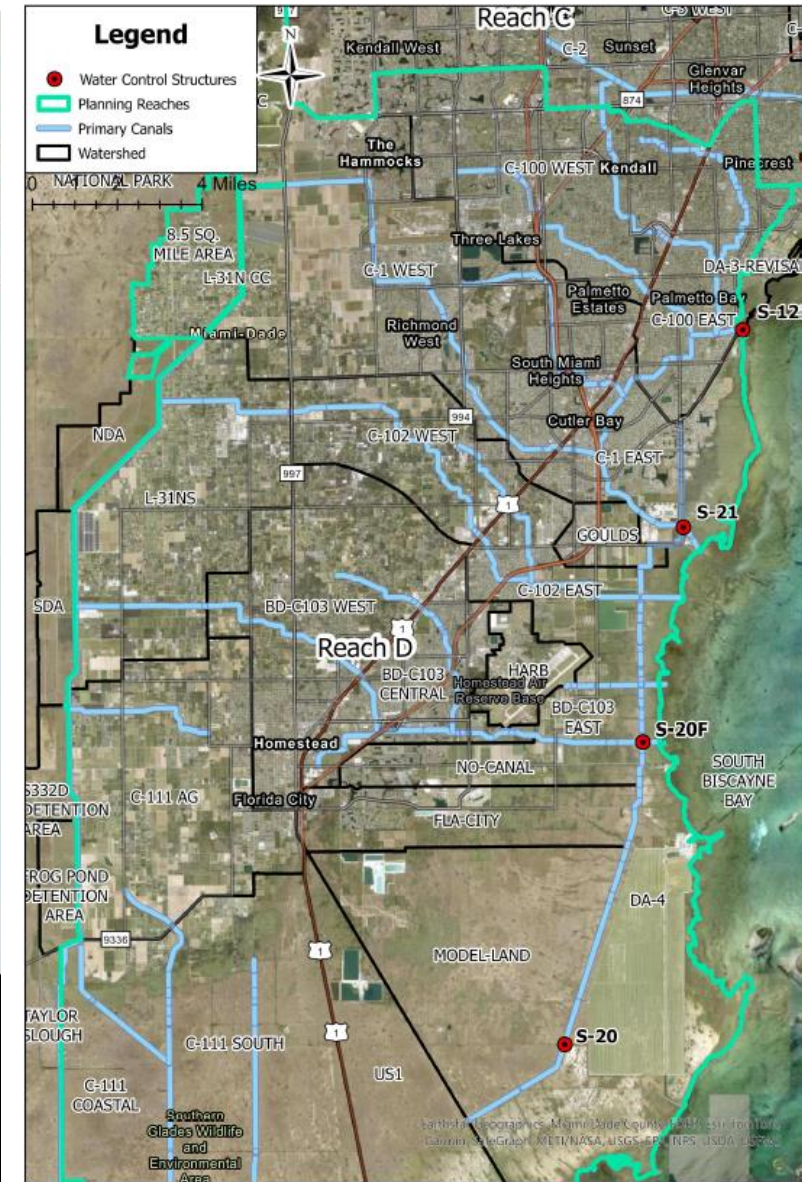 Legend
Water Control Structures
Planning Reaches
Primary Canals
Watershed
N
0 1 2 4 Miles
NATIONAL PARK
Reach C
C-3 WEST
Kendall West
C-2
Sunset
Glenvar
Heights
874
The
Hammocks
C-100 WEST
Kendall
Pinecrest
8.5 SQ.
MILE AREA
L-31N CC
Three Lakes
C-1 WEST
Palmetto
Estates
Palmetto Bay
C-100 EAST
S-12
Miami-Dade
Richmond
West
South Miami
Heights
Cutler Bay
994
NDA
C-102 WEST
C-1 EAST
997
L-31NS
1
S-21
GOULDS
SDA
BD-C103 WEST
C-102 EAST
1
Reach D
BD-C103
CENTRAL
HARB
Homestead Air
Reserve Base
BD-C103
EAST
S-20F
Homestead
NO-CANAL
SOUTH
BISCAYNE
BAY
S332D
DETENTION
AREA
C-111 AG
Florida City
FLA-CITY
FROG POND
DETENTION
AREA
DA-4
9336
1
MODEL-LAND
TAYLOR
SLOUGH
1
C-111 SOUTH
S-20
US1
C-111
COASTAL
Southern
Glades Wildlife
and
Environmental
Area